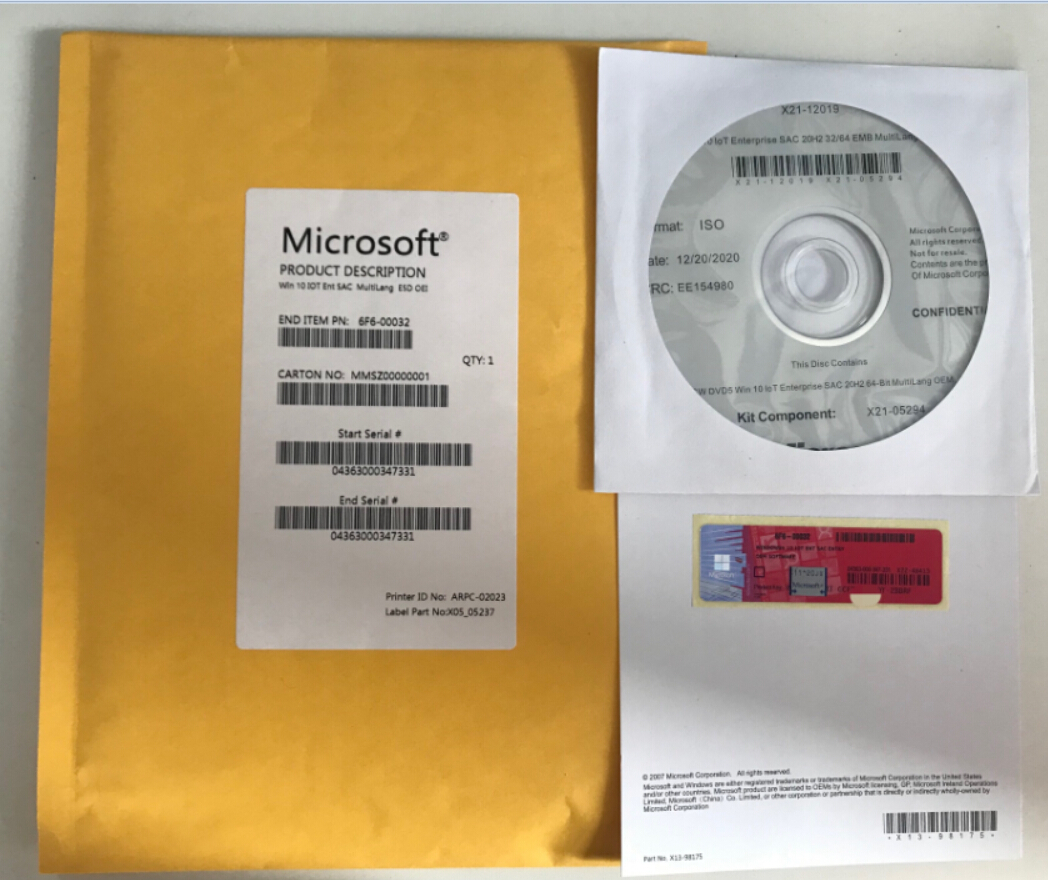 Microsoft®
PRODUCT DESCRIPTION
Win 10 IOT Ent SAC MultiLang ESD OEI
END ITEM PN: 6F6-00032
QTY: 1
CARTON NO: MMSZ00000001
Start Serial #
04363000347331
End Serial #
04363000347331
Printer ID No: ARPC-02023
Label Part No:X05_05237
X21-12019
0 IoT Enterprise SAC 20H2 32/64 EMB MultiLang
X21-12019 X21-05294
rmat: ISO
ate: 12/20/2020
RC: EE154980
Microsoft Corpora
All rights reserved.
Not for resale.
Contents are the p
Of Microsoft Corpo
CONFIDENTI
This Disc Contains
W DVD5 Win 10 IoT Enterprise SAC 20H2 64-Bit MultiLang OEM
Kit Component: X21-05294
6F6-00032
Microsoft
© 2007 Microsoft Corporation. All rights reserved.
Microsoft and Windows are either registered trademarks or trademarks of Microsoft Corporation in the United States
and/or other countries. Microsoft product are licensed to OEMs by Microsoft licensing, GP, Microsoft Ireland Operations
Limited, Microsoft (China) Co. Limited, or other corporation or partnership that is directly or indirectly wholly-owned by
Microsoft Corporation
*X13-98175*
Part No: X13-98175